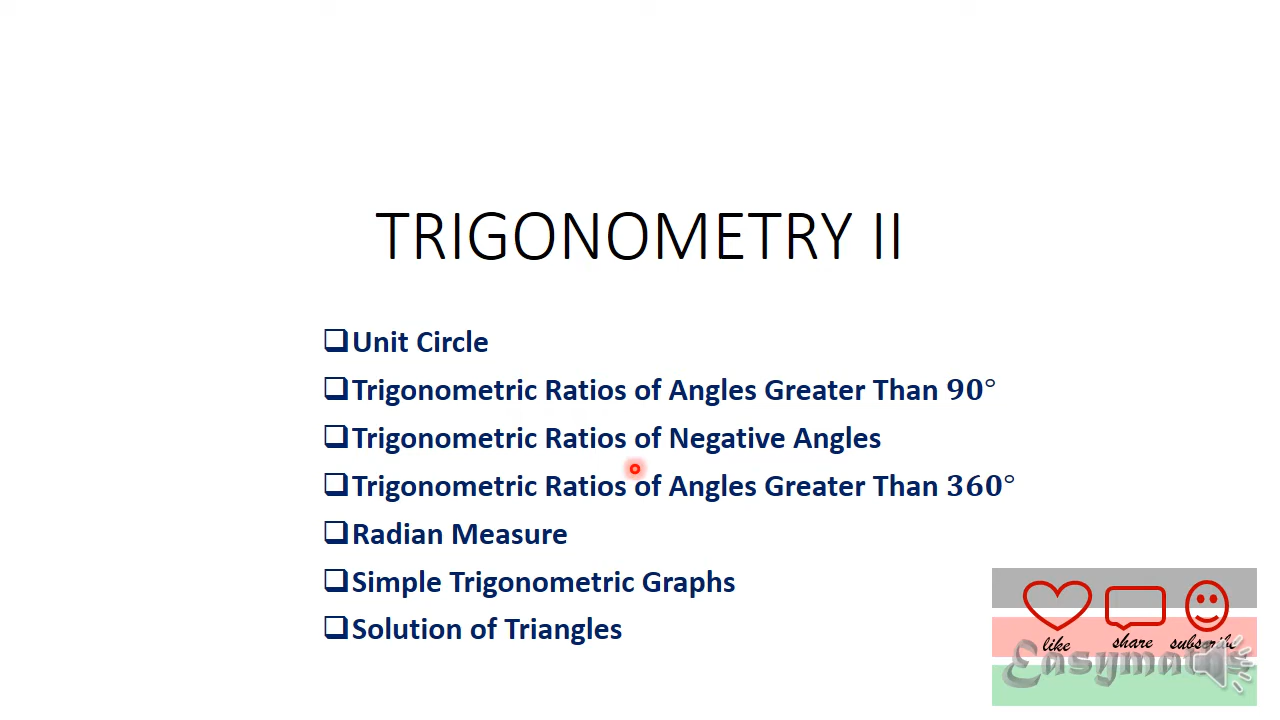 TRIGONOMETRY II
❑Unit Circle
❑Trigonometric Ratios of Angles Greater Than 90°
❑Trigonometric Ratios of Negative Angles
❑Trigonometric Ratios of Angles Greater Than 360°
❑Radian Measure
❑Simple Trigonometric Graphs
❑Solution of Triangles
like share subscribe